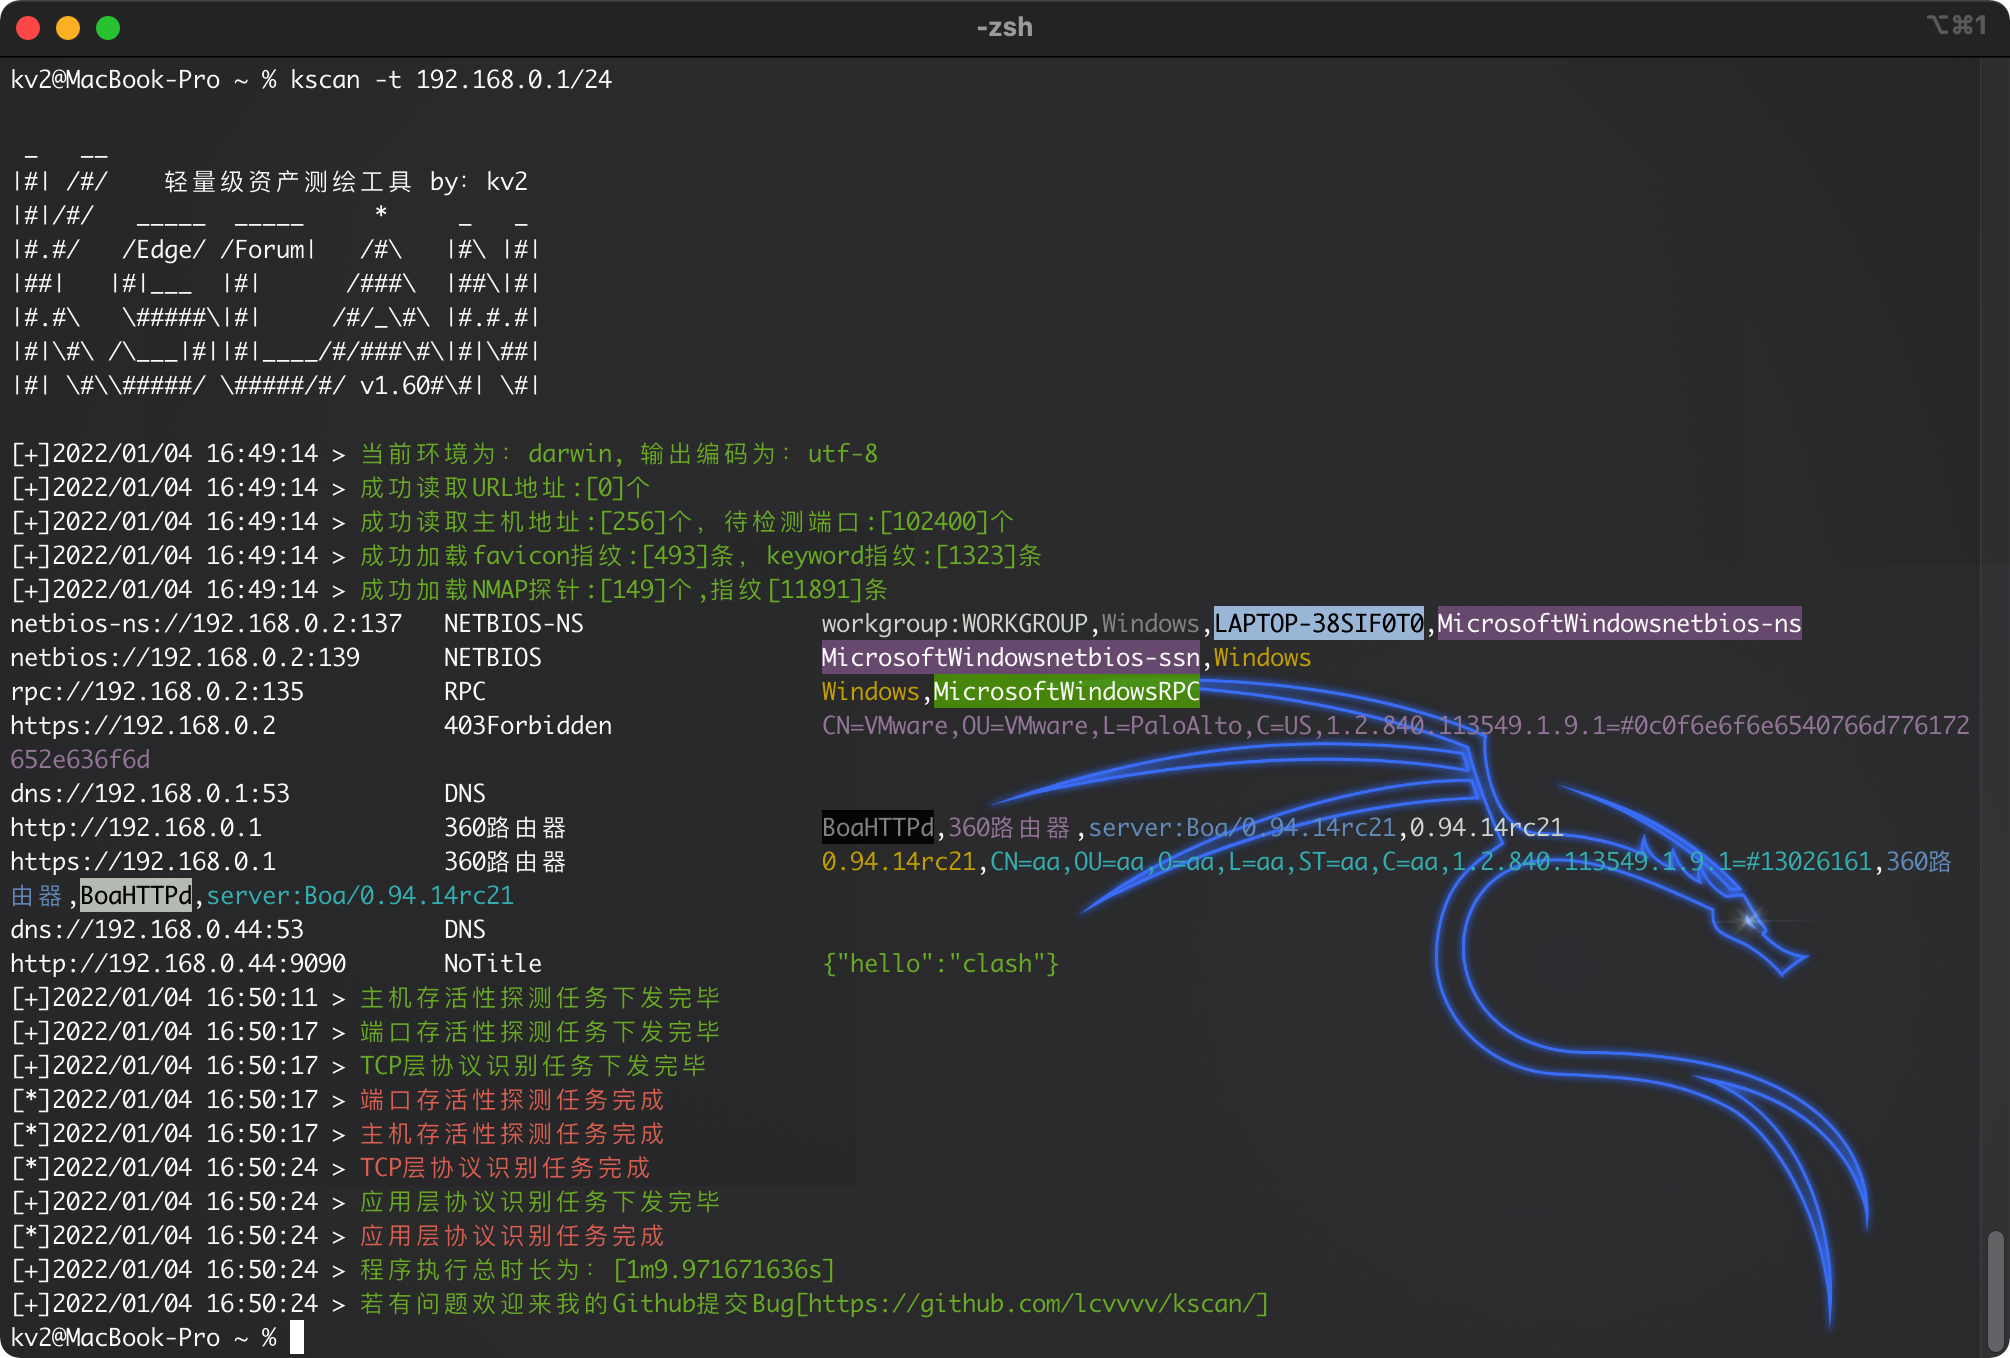 -zsh ⌥⌘1
kv2@MacBook-Pro ~ % kscan -t 192.168.0.1/24
 _   __
|#| /#/    轻量级资产测绘工具 by: kv2
|#|/#/   _____  _____     *     _   _
|#.#/   /Edge/ /Forum|   /#\   |#\ |#|
|##|   |#|___  |#|      /###\  |##\|#|
|#.#\   \#####\|#|     /#/_\#\ |#.#.#|
|#|\#\ /\___|#||#|____/#/###\#\|#|\##|
|#| \#\\#####/ \#####/#/ v1.60#\#| \#|
[+]2022/01/04 16:49:14 > 当前环境为：darwin, 输出编码为：utf-8
[+]2022/01/04 16:49:14 > 成功读取URL地址:[0]个
[+]2022/01/04 16:49:14 > 成功读取主机地址:[256]个，待检测端口:[102400]个
[+]2022/01/04 16:49:14 > 成功加载favicon指纹:[493]条，keyword指纹:[1323]条
[+]2022/01/04 16:49:14 > 成功加载NMAP探针:[149]个,指纹[11891]条
netbios-ns://192.168.0.2:137   NETBIOS-NS                 workgroup:WORKGROUP,Windows,LAPTOP-38SIF0T0,MicrosoftWindowsnetbios-ns
netbios://192.168.0.2:139      NETBIOS                    MicrosoftWindowsnetbios-ssn,Windows
rpc://192.168.0.2:135          RPC                        Windows,MicrosoftWindowsRPC
https://192.168.0.2            403Forbidden               CN=VMware,OU=VMware,L=PaloAlto,C=US,1.2.840.113549.1.9.1=#0c0f6e6f6e6540766d776172
652e636f6d
dns://192.168.0.1:53           DNS
http://192.168.0.1             360路由器                  BoaHTTPd,360路由器,server:Boa/0.94.14rc21,0.94.14rc21
https://192.168.0.1            360路由器                  0.94.14rc21,CN=aa,OU=aa,O=aa,L=aa,ST=aa,C=aa,1.2.840.113549.1.9.1=#13026161,360路
由器,BoaHTTPd,server:Boa/0.94.14rc21
dns://192.168.0.44:53          DNS
http://192.168.0.44:9090       NoTitle                    {"hello":"clash"}
[+]2022/01/04 16:50:11 > 主机存活性探测任务下发完毕
[+]2022/01/04 16:50:17 > 端口存活性探测任务下发完毕
[+]2022/01/04 16:50:17 > TCP层协议识别任务下发完毕
[*]2022/01/04 16:50:17 > 端口存活性探测任务完成
[*]2022/01/04 16:50:17 > 主机存活性探测任务完成
[*]2022/01/04 16:50:24 > TCP层协议识别任务完成
[+]2022/01/04 16:50:24 > 应用层协议识别任务下发完毕
[*]2022/01/04 16:50:24 > 应用层协议识别任务完成
[+]2022/01/04 16:50:24 > 程序执行总时长为：[1m9.971671636s]
[+]2022/01/04 16:50:24 > 若有问题欢迎来我的Github提交Bug[https://github.com/lcvvvv/kscan/]
kv2@MacBook-Pro ~ %